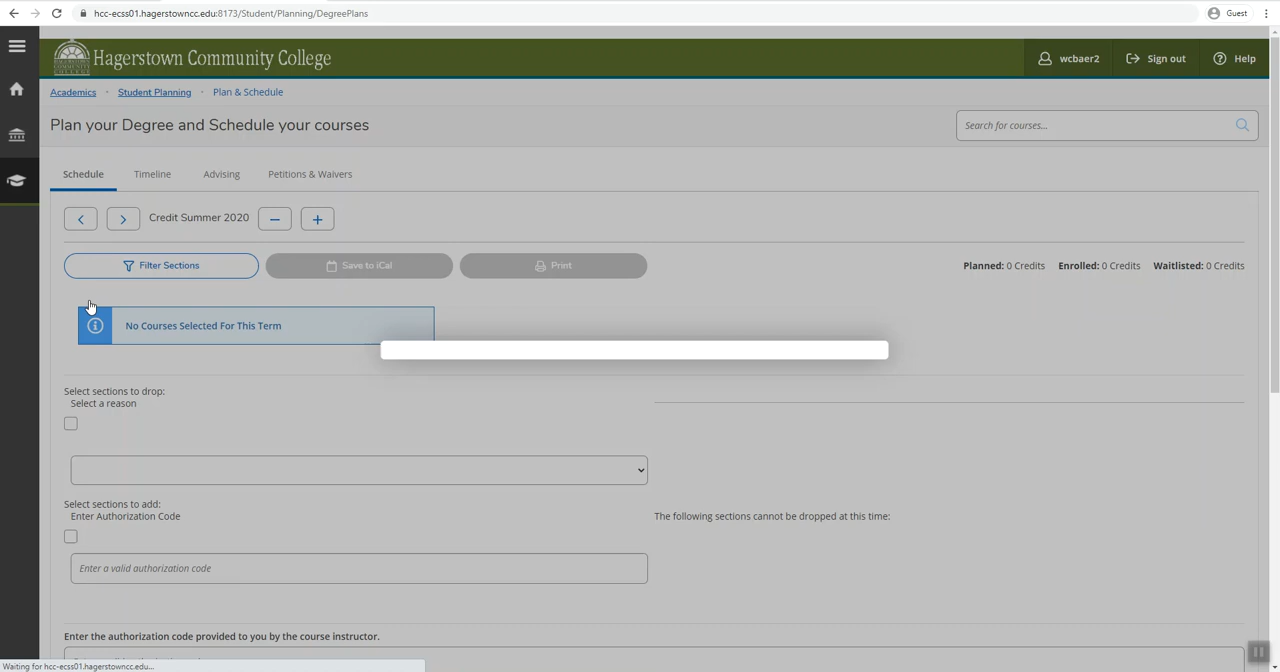 hcc-ecss01.hagerstowncc.edu:8173/Student/Planning/DegreePlans
Guest
Hagerstown Community College
wcbaer2
Sign out
Help
Academics · Student Planning · Plan & Schedule
Plan your Degree and Schedule your courses
Search for courses...
Schedule
Timeline
Advising
Petitions & Waivers
Credit Summer 2020
Filter Sections
Save to iCal
Print
Planned: 0 Credits
Enrolled: 0 Credits
Waitlisted: 0 Credits
No Courses Selected For This Term
Select sections to drop:
Select a reason
Select sections to add:
Enter Authorization Code
The following sections cannot be dropped at this time:
Enter a valid authorization code
Enter the authorization code provided to you by the course instructor.
Waiting for hcc-ecss01.hagerstowncc.edu...